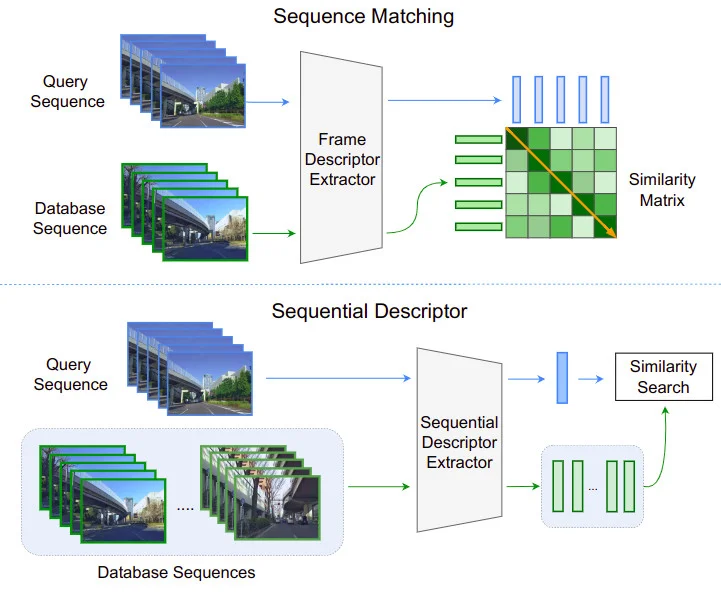 Sequence Matching
Query
Sequence
Frame
Descriptor
Extractor
Database
Sequence
Similarity
Matrix
Sequential Descriptor
Query
Sequence
Sequential
Descriptor
Extractor
Similarity
Search
....
...
Database Sequences